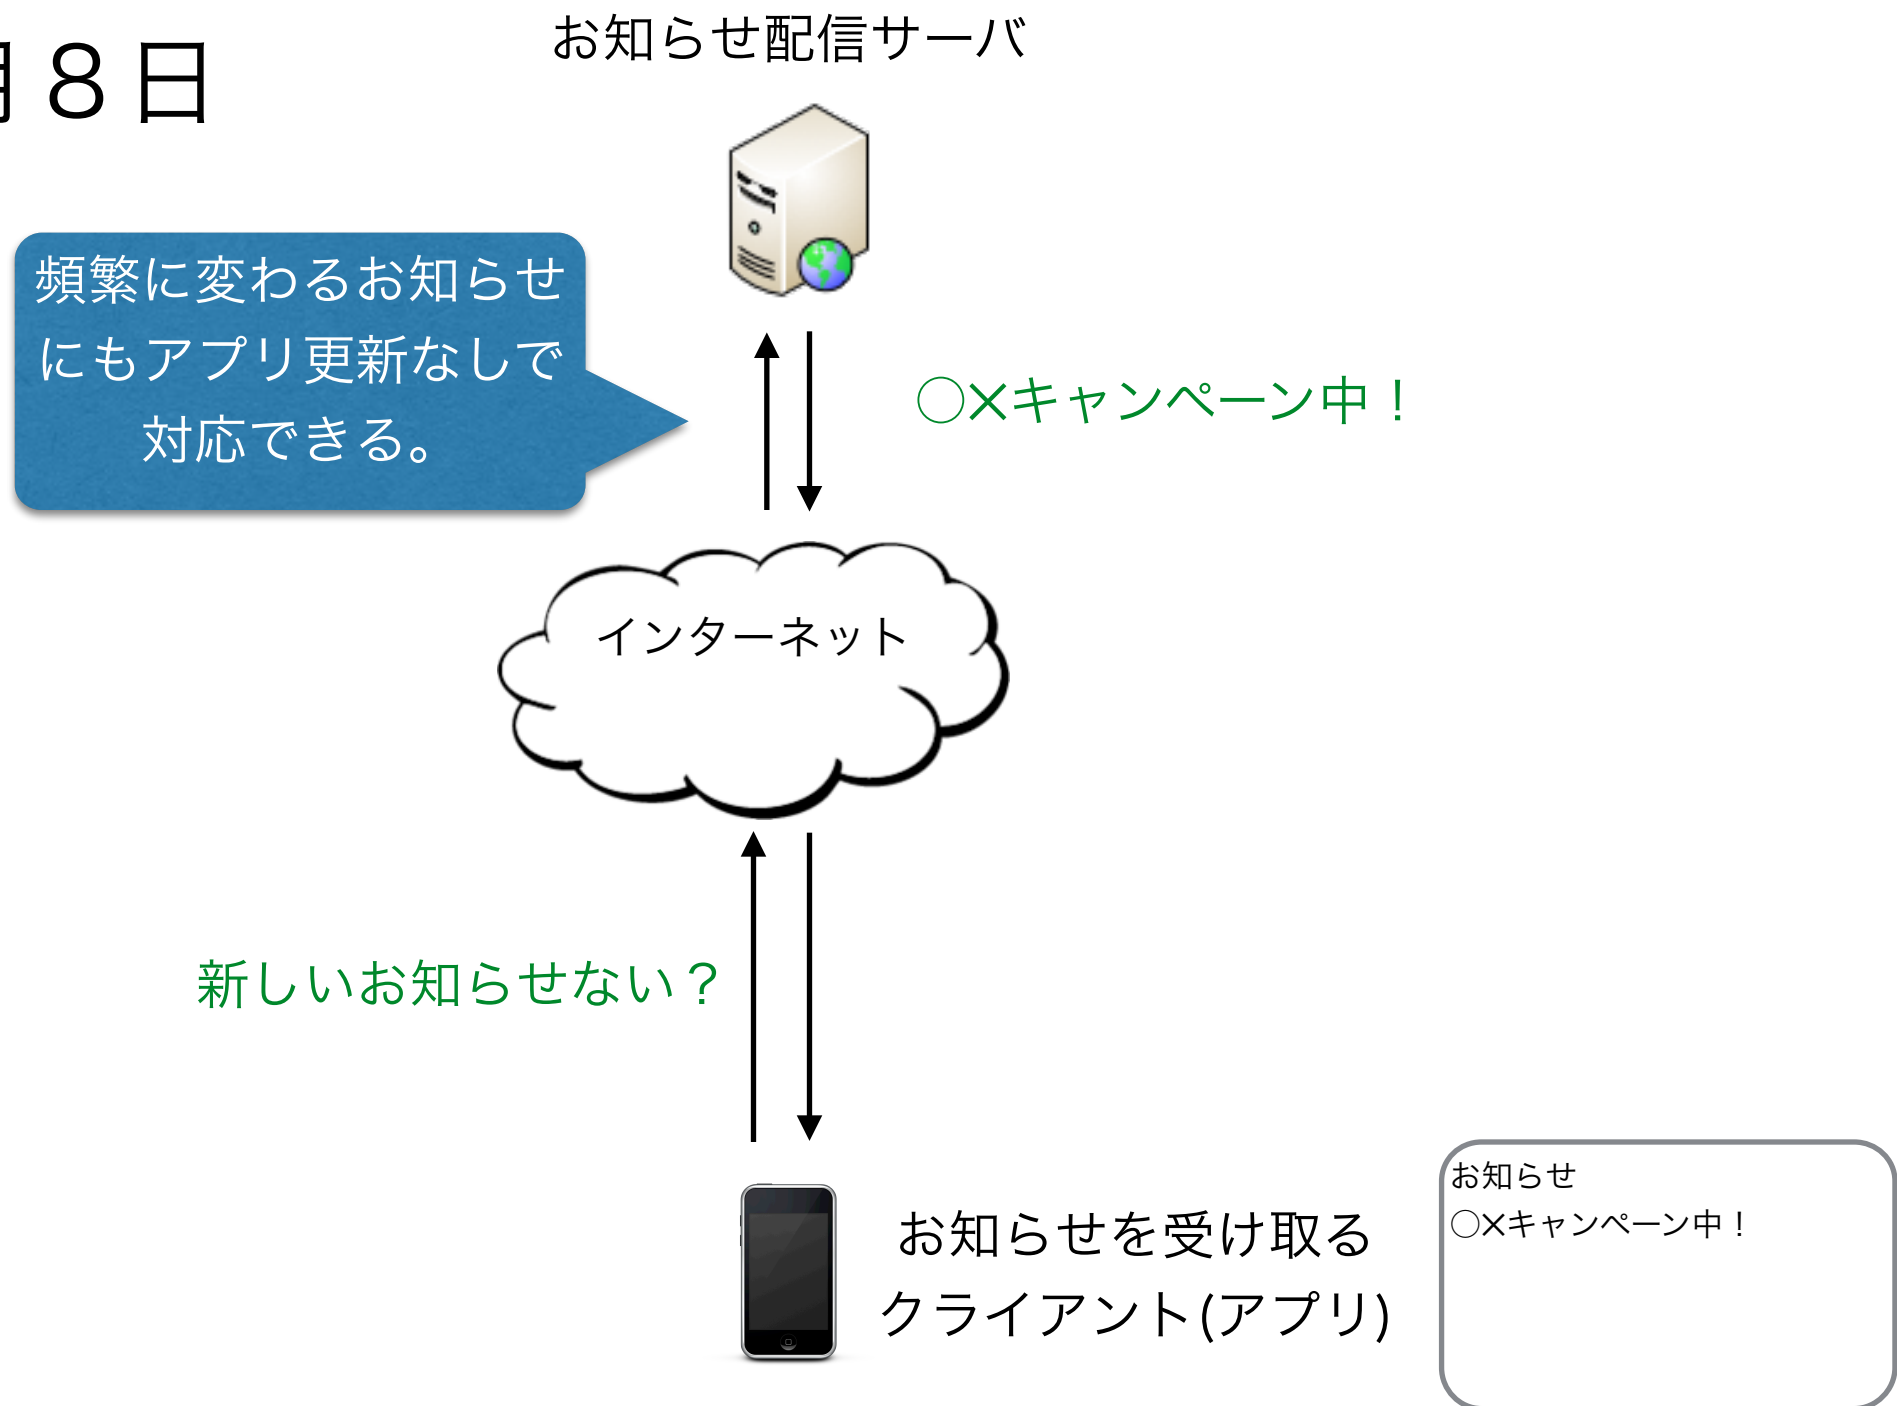 月８日
お知らせ配信サーバ
頻繁に変わるお知らせ
にもアプリ更新なしで
対応できる。
○×キャンペーン中！
インターネット
新しいお知らせない？
お知らせを受け取る
クライアント(アプリ)
お知らせ
○×キャンペーン中！